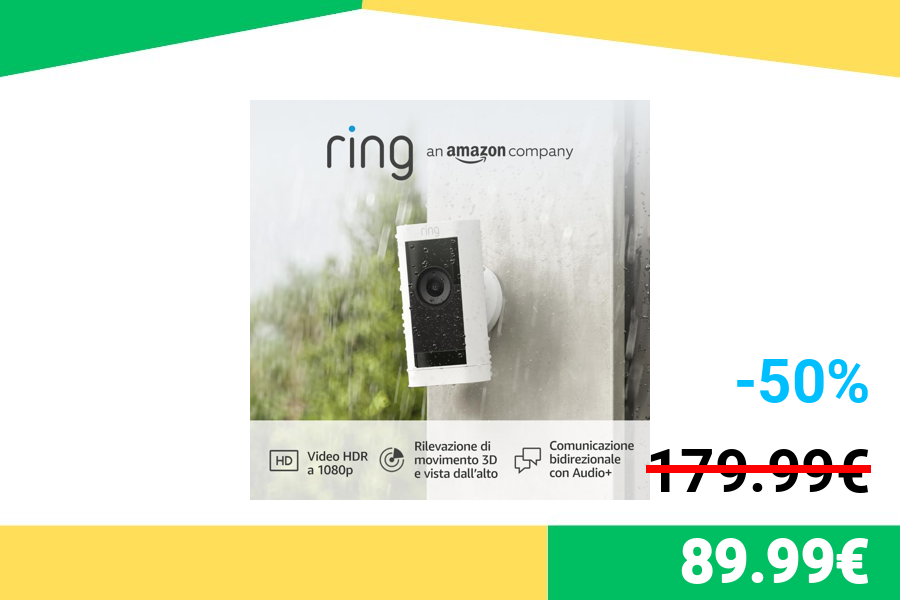 ring an amazon company
ring
HD
Video HDR
a 1080p
Rilevazione di
movimento 3D
e vista dall'alto
Comunicazione
bidirezionale
con Audio+
-50%
179.99€
89.99€